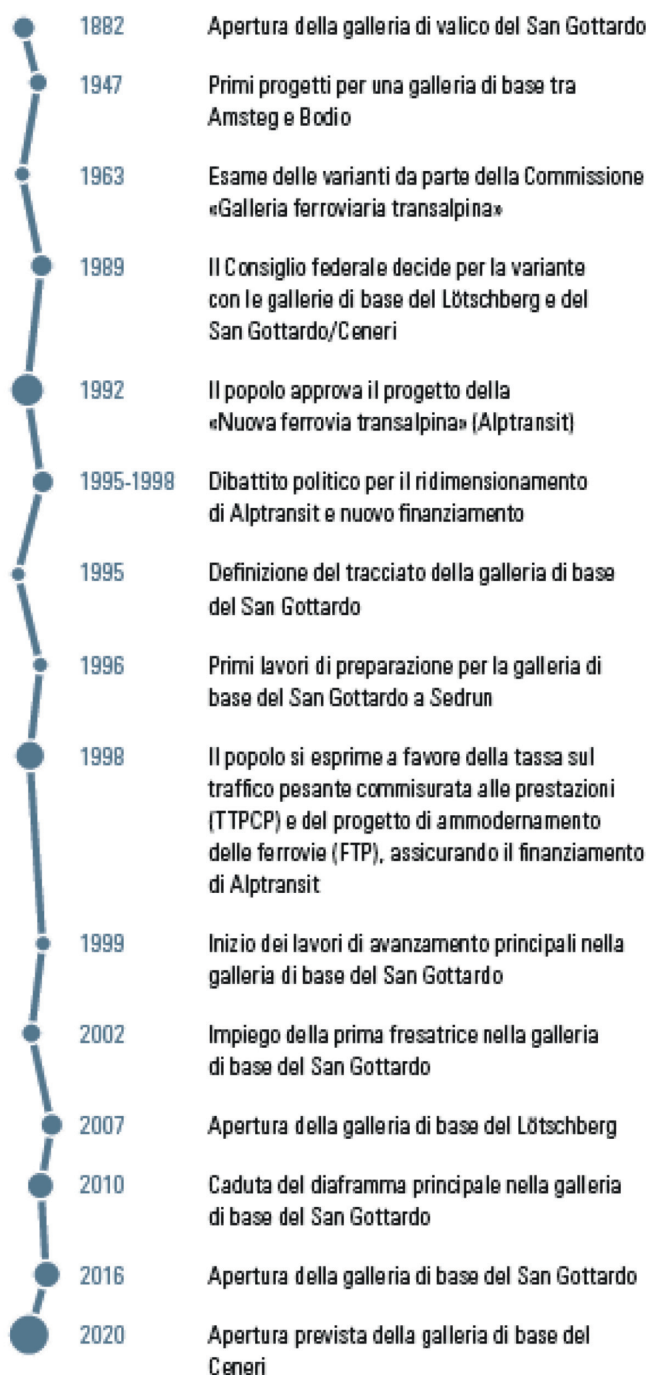 1882 Apertura della galleria di valico del San Gottardo
1947 Primi progetti per una galleria di base tra
Amsteg e Bodio
1963 Esame delle varianti da parte della Commissione
«Galleria ferroviaria transalpina»
1989 Il Consiglio federale decide per la variante
con le gallerie di base del Lötschberg e del
San Gottardo/Ceneri
1992 Il popolo approva il progetto della
«Nuova ferrovia transalpina» (Alptransit)
1995-1998 Dibattito politico per il ridimensionamento
di Alptransit e nuovo finanziamento
1995 Definizione del tracciato della galleria di base
del San Gottardo
1996 Primi lavori di preparazione per la galleria di
base del San Gottardo a Sedrun
1998 Il popolo si esprime a favore della tassa sul
traffico pesante commisurata alle prestazioni
(TTPCP) e del progetto di ammodernamento
delle ferrovie (FTP), assicurando il finanziamento
di Alptransit
1999 Inizio dei lavori di avanzamento principali nella
galleria di base del San Gottardo
2002 Impiego della prima fresatrice nella galleria
di base del San Gottardo
2007 Apertura della galleria di base del Lötschberg
2010 Caduta del diaframma principale nella galleria
di base del San Gottardo
2016 Apertura della galleria di base del San Gottardo
2020 Apertura prevista della galleria di base del
Ceneri